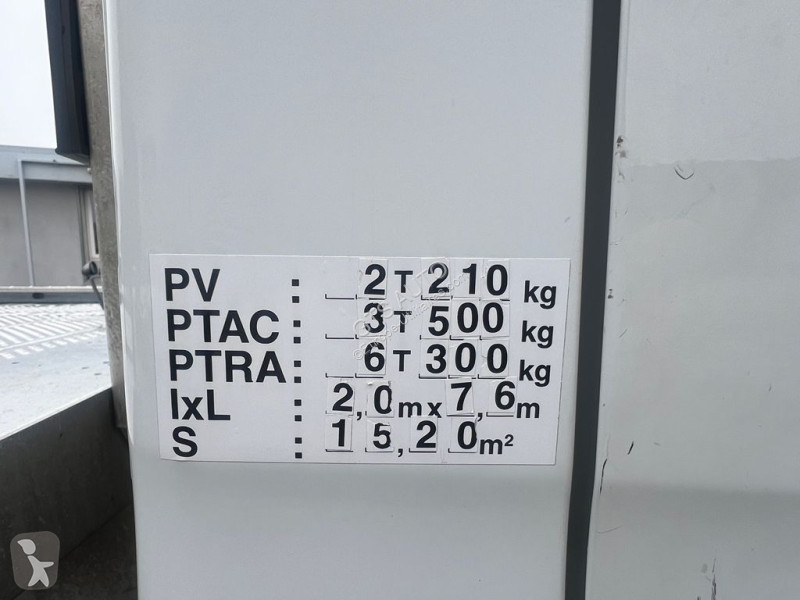 PV : _ 2 T 210 kg
PTAC : _ 3 T 500 kg
PTRA : _ 6 T 300 kg
lxL : 2,0 m x 7,6 m
S : 15,20 m²